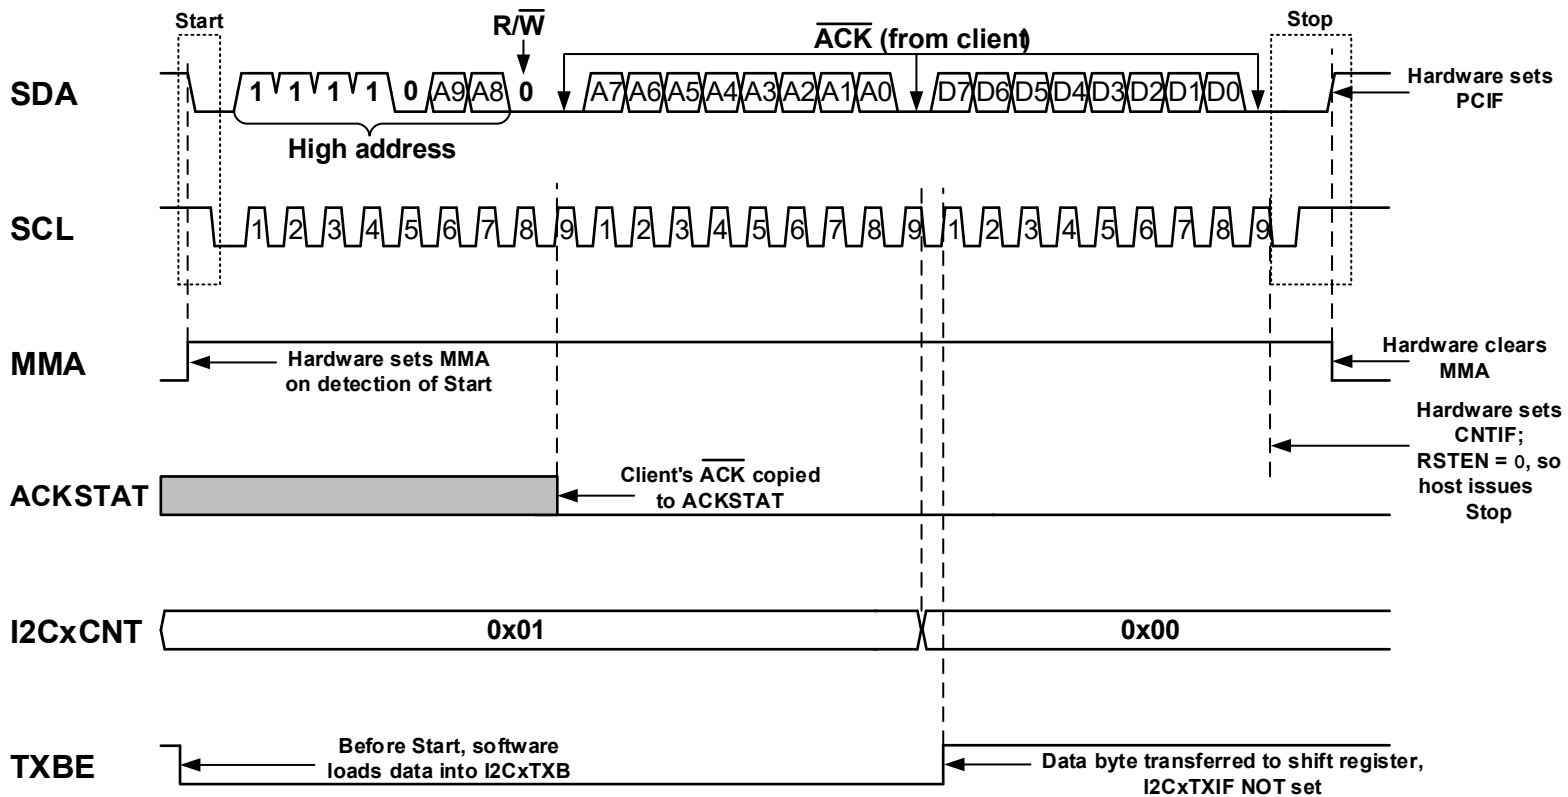 Start
R/W
ACK (from client)
Stop
SDA
1 1 1 1 0 A9 A8 0
A7 A6 A5 A4 A3 A2 A1 A0
D7 D6 D5 D4 D3 D2 D1 D0
Hardware sets
PCIF
High address
SCL
1 2 3 4 5 6 7 8 9 1 2 3 4 5 6 7 8 9 1 2 3 4 5 6 7 8 9
MMA
Hardware sets MMA
on detection of Start
Hardware clears
MMA
Hardware sets
CNTIF;
RSTEN = 0, so
host issues
Stop
ACKSTAT
Client's ACK copied
to ACKSTAT
I2CxCNT
0x01
0x00
TXBE
Before Start, software
loads data into I2CxTXB
Data byte transferred to shift register,
I2CxTXIF NOT set